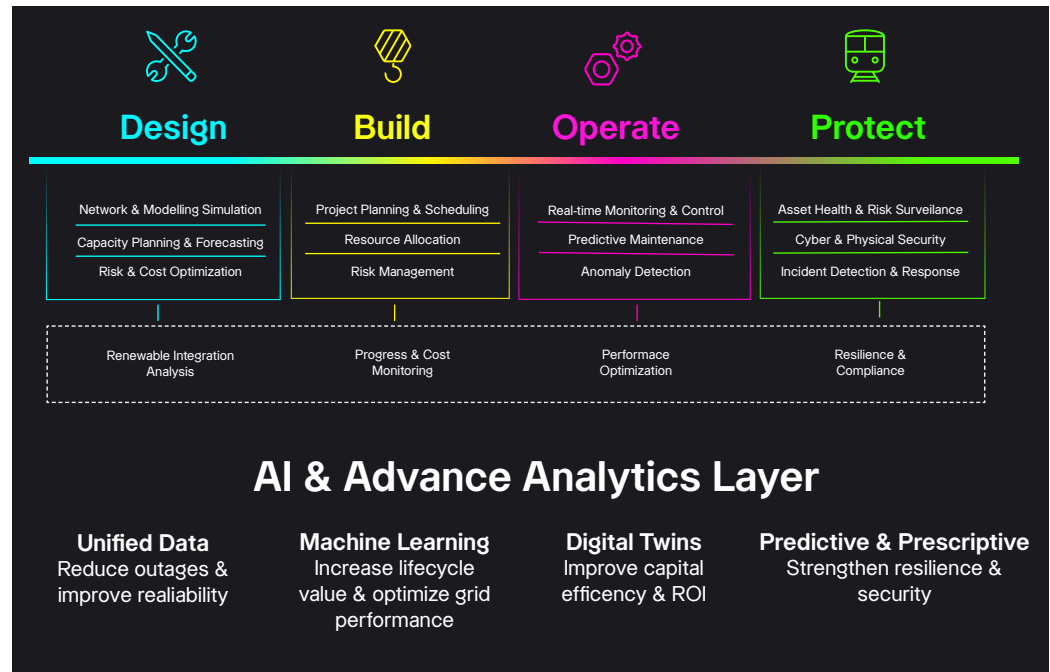 Design
Build
Operate
Protect
Network & Modelling Simulation
Capacity Planning & Forecasting
Risk & Cost Optimization
Project Planning & Scheduling
Resource Allocation
Risk Management
Real-time Monitoring & Control
Predictive Maintenance
Anomaly Detection
Asset Health & Risk Surveilance
Cyber & Physical Security
Incident Detection & Response
Renewable Integration
Analysis
Progress & Cost
Monitoring
Performace
Optimization
Resilience &
Compliance
AI & Advance Analytics Layer
Unified Data
Reduce outages &
improve realiability
Machine Learning
Increase lifecycle
value & optimize grid
performance
Digital Twins
Improve capital
efficency & ROI
Predictive & Prescriptive
Strengthen resilience &
security